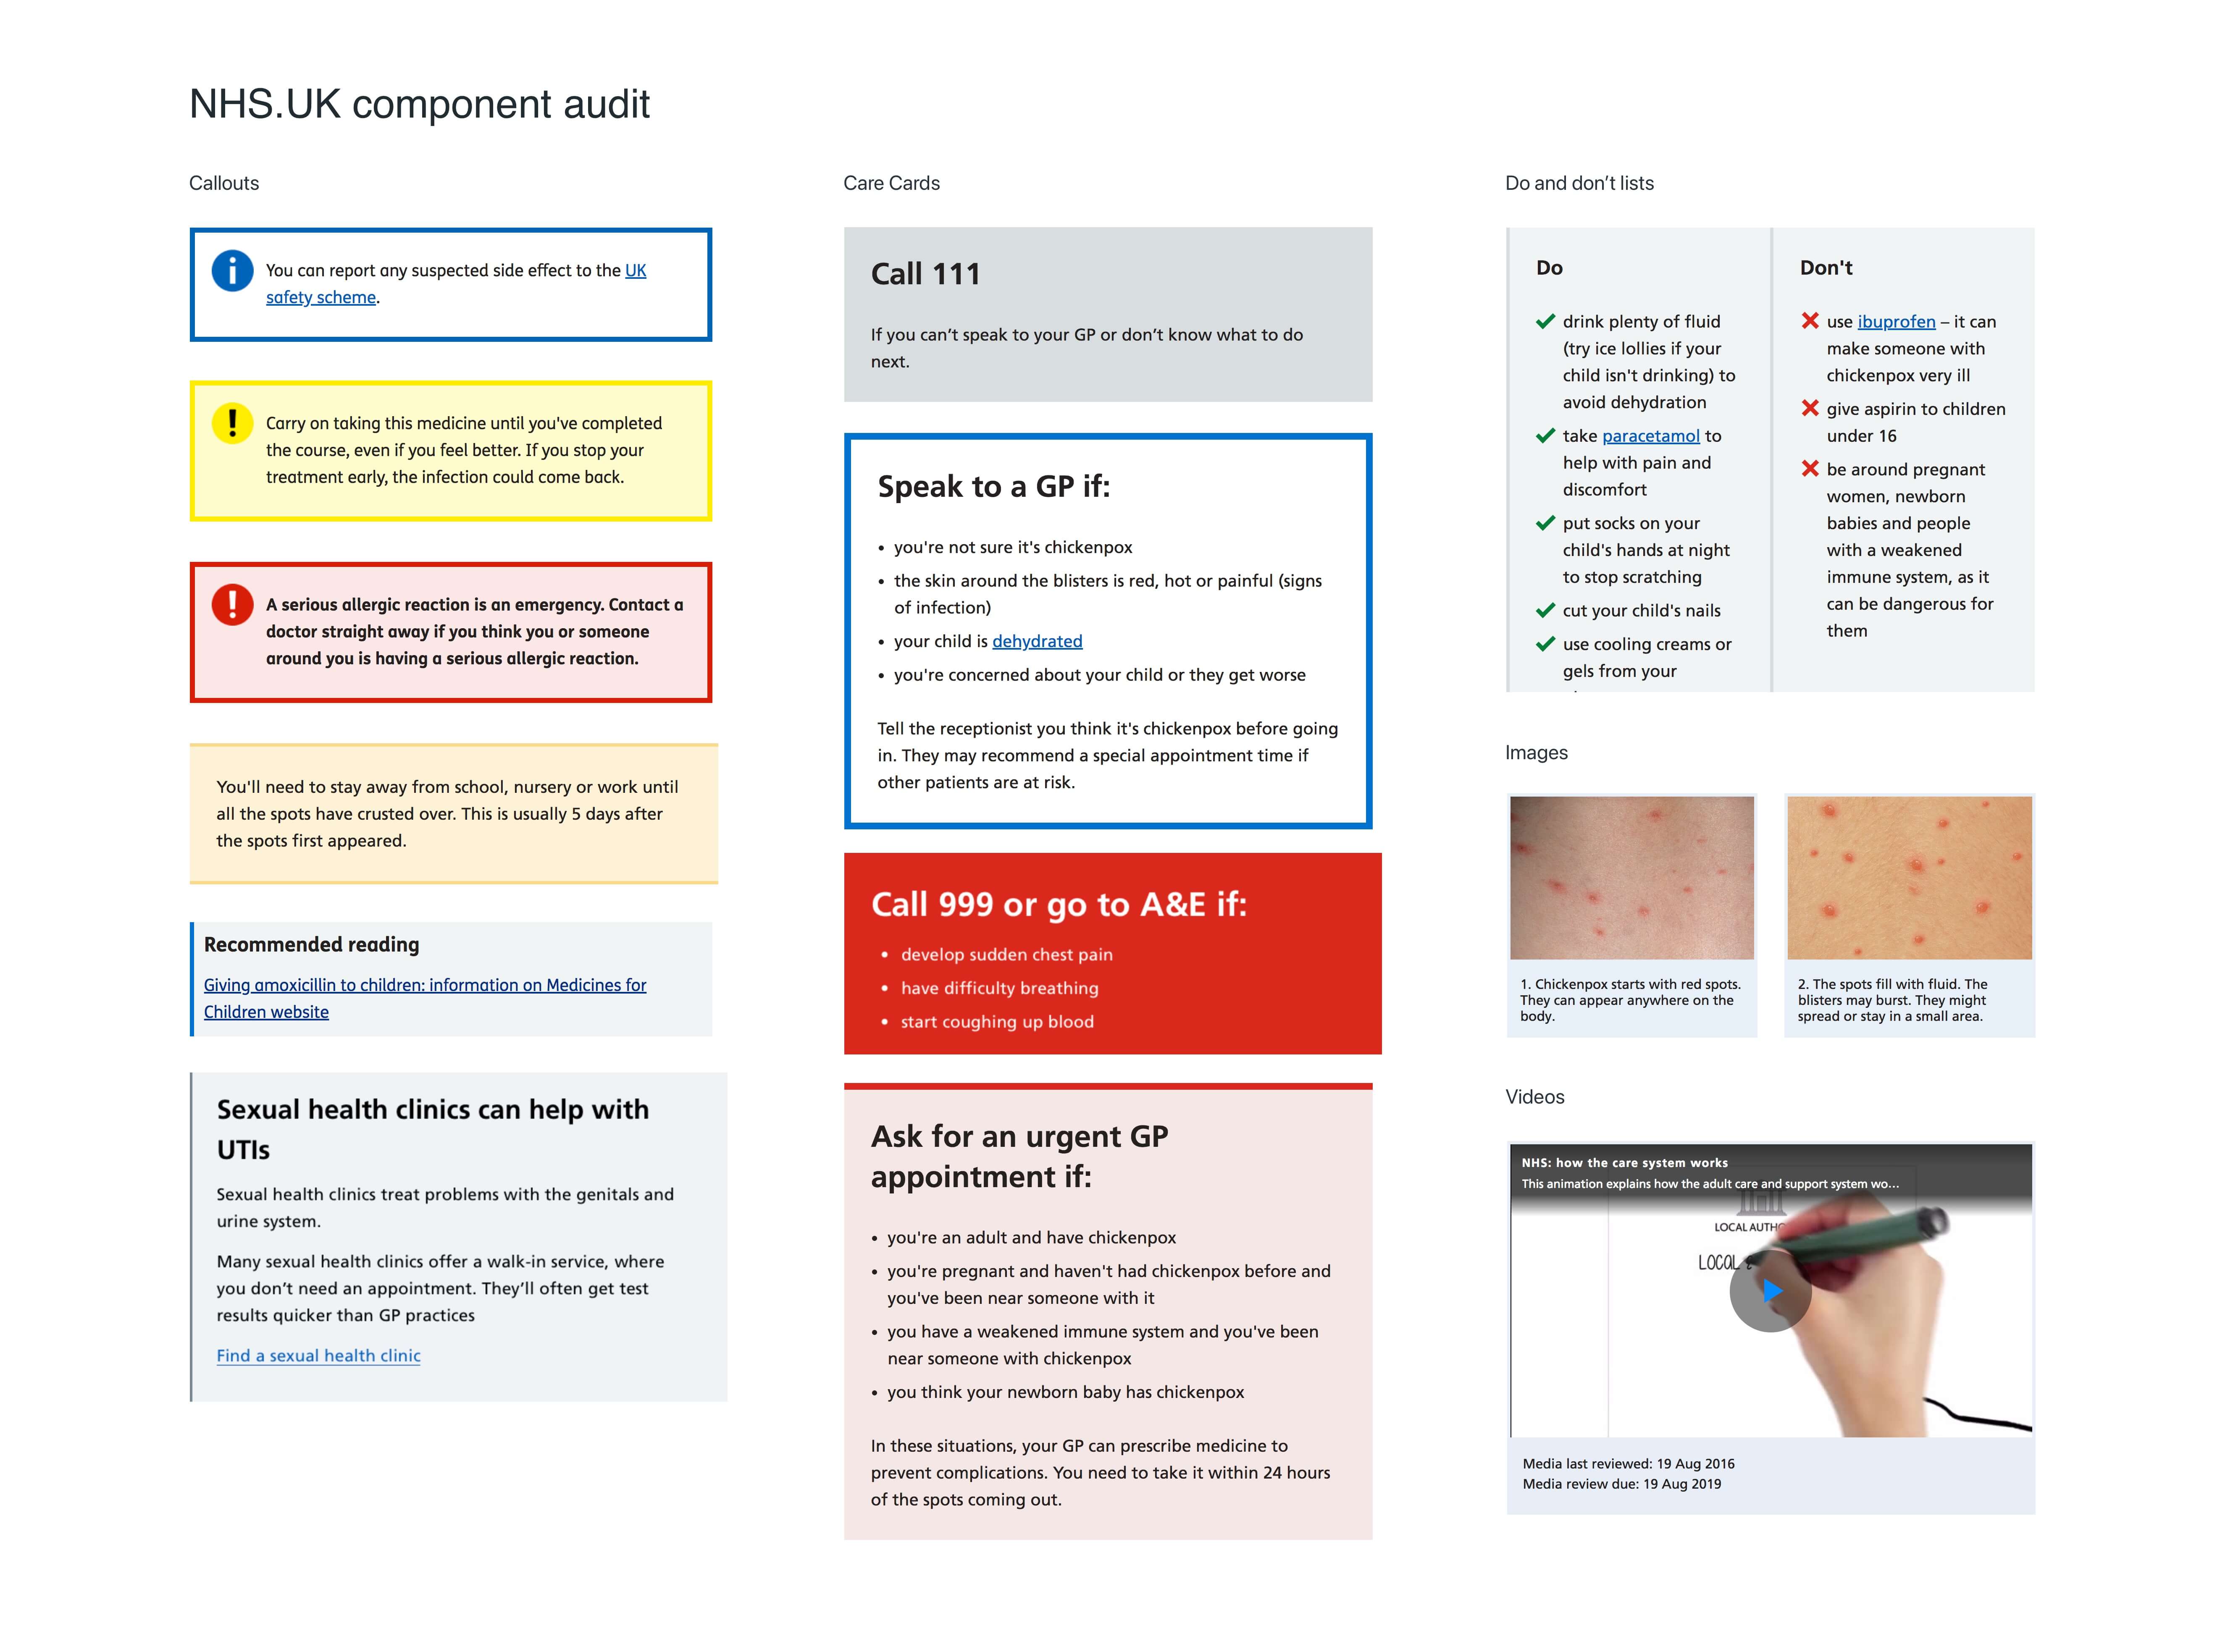 NHS.UK component audit
Callouts
You can report any suspected side effect to the UK
safety scheme.
Carry on taking this medicine until you've completed
the course, even if you feel better. If you stop your
treatment early, the infection could come back.
A serious allergic reaction is an emergency. Contact a
doctor straight away if you think you or someone
around you is having a serious allergic reaction.
You'll need to stay away from school, nursery or work until
all the spots have crusted over. This is usually 5 days after
the spots first appeared.
Recommended reading
Giving amoxicillin to children: information on Medicines for
Children website
Sexual health clinics can help with
UTIs
Sexual health clinics treat problems with the genitals and
urine system.
Many sexual health clinics offer a walk-in service, where
you don’t need an appointment. They’ll often get test
results quicker than GP practices
Find a sexual health clinic
Care Cards
Call 111
If you can’t speak to your GP or don’t know what to do
next.
Speak to a GP if:
• you're not sure it's chickenpox
• the skin around the blisters is red, hot or painful (signs
of infection)
• your child is dehydrated
• you're concerned about your child or they get worse
Tell the receptionist you think it's chickenpox before going
in. They may recommend a special appointment time if
other patients are at risk.
Call 999 or go to A&E if:
• develop sudden chest pain
• have difficulty breathing
• start coughing up blood
Ask for an urgent GP
appointment if:
• you're an adult and have chickenpox
• you're pregnant and haven't had chickenpox before and
you've been near someone with it
• you have a weakened immune system and you've been
near someone with chickenpox
• you think your newborn baby has chickenpox
In these situations, your GP can prescribe medicine to
prevent complications. You need to take it within 24 hours
of the spots coming out.
Do and don’t lists
Do
drink plenty of fluid
(try ice lollies if your
child isn't drinking) to
avoid dehydration
take paracetamol to
help with pain and
discomfort
put socks on your
child's hands at night
to stop scratching
cut your child's nails
use cooling creams or
gels from your
Don't
use ibuprofen – it can
make someone with
chickenpox very ill
give aspirin to children
under 16
be around pregnant
women, newborn
babies and people
with a weakened
immune system, as it
can be dangerous for
them
Images
1. Chickenpox starts with red spots.
They can appear anywhere on the
body.
2. The spots fill with fluid. The
blisters may burst. They might
spread or stay in a small area.
Videos
NHS: how the care system works
This animation explains how the adult care and support system wo...
LOCAL AUTHO
LOCAL
Media last reviewed: 19 Aug 2016
Media review due: 19 Aug 2019